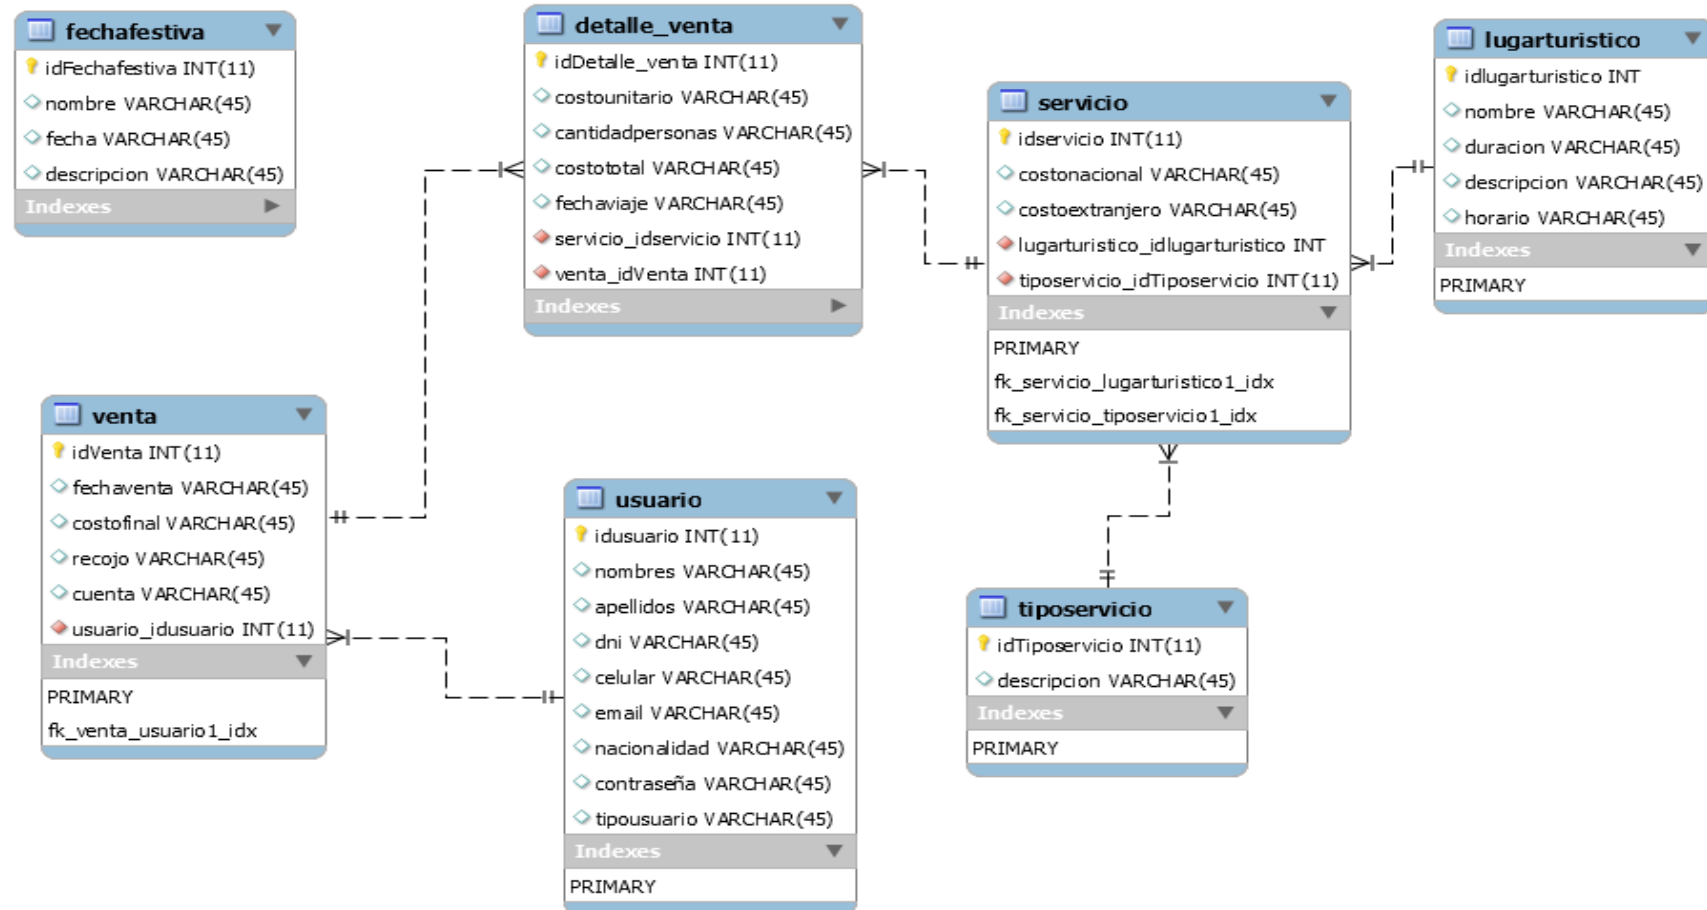 fechafestiva
idFechafestiva INT(11)
nombre VARCHAR(45)
fecha VARCHAR(45)
descripcion VARCHAR(45)
Indexes
detalle_venta
idDetalle_venta INT(11)
costounitario VARCHAR(45)
cantidadpersonas VARCHAR(45)
costototal VARCHAR(45)
fechaviaje VARCHAR(45)
servicio_idservicio INT(11)
venta_idVenta INT(11)
Indexes
servicio
idservicio INT(11)
costonacional VARCHAR(45)
costoextranjero VARCHAR(45)
lugarturistico_idlugarturistico INT
tiposervicio_idTiposervicio INT(11)
Indexes
PRIMARY
fk_servicio_lugarturistico1_idx
fk_servicio_tiposervicio1_idx
lugarturistico
idlugarturistico INT
nombre VARCHAR(45)
duracion VARCHAR(45)
descripcion VARCHAR(45)
horario VARCHAR(45)
Indexes
PRIMARY
venta
idVenta INT(11)
fechaventa VARCHAR(45)
costofinal VARCHAR(45)
recojo VARCHAR(45)
cuenta VARCHAR(45)
usuario_idusuario INT(11)
Indexes
PRIMARY
fk_venta_usuario1_idx
usuario
idusuario INT(11)
nombres VARCHAR(45)
apellidos VARCHAR(45)
dni VARCHAR(45)
celular VARCHAR(45)
email VARCHAR(45)
nacionalidad VARCHAR(45)
contraseña VARCHAR(45)
tipousuario VARCHAR(45)
Indexes
PRIMARY
tiposervicio
idTiposervicio INT(11)
descripcion VARCHAR(45)
Indexes
PRIMARY